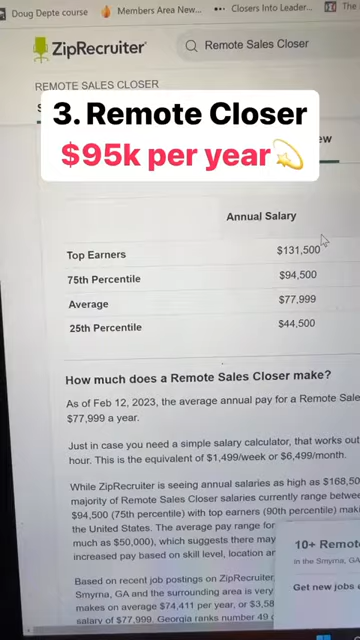 Doug Depte course
Members Area New...
Closers Into Leader...
The
ZipRecruiter
Remote Sales Closer
REMOTE SALES CLOSER
3. Remote Closer
$95k per year
Annual Salary
Top Earners $131,500
75th Percentile $94,500
Average $77,999
25th Percentile $44,500
How much does a Remote Sales Closer make?
As of Feb 12, 2023, the average annual pay for a Remote Sale
$77,999 a year.
Just in case you need a simple salary calculator, that works out
hour. This is the equivalent of $1,499/week or $6,499/month.
While ZipRecruiter is seeing annual salaries as high as $168,50
majority of Remote Sales Closer salaries currently range betwee
$94,500 (75th percentile) with top earners (90th percentile) maki
the United States. The average pay range for
much as $50,000), which suggests there may
increased pay based on skill level, location ar
10+ Remot
in the Smyrna, GA
Get new jobs
Based on recent job postings on ZipRecruiter,
Smyrna, GA and the surrounding area is very
makes on average $74,411 per year, or $3,58
salary of $77,999. Georgia ranks number 49